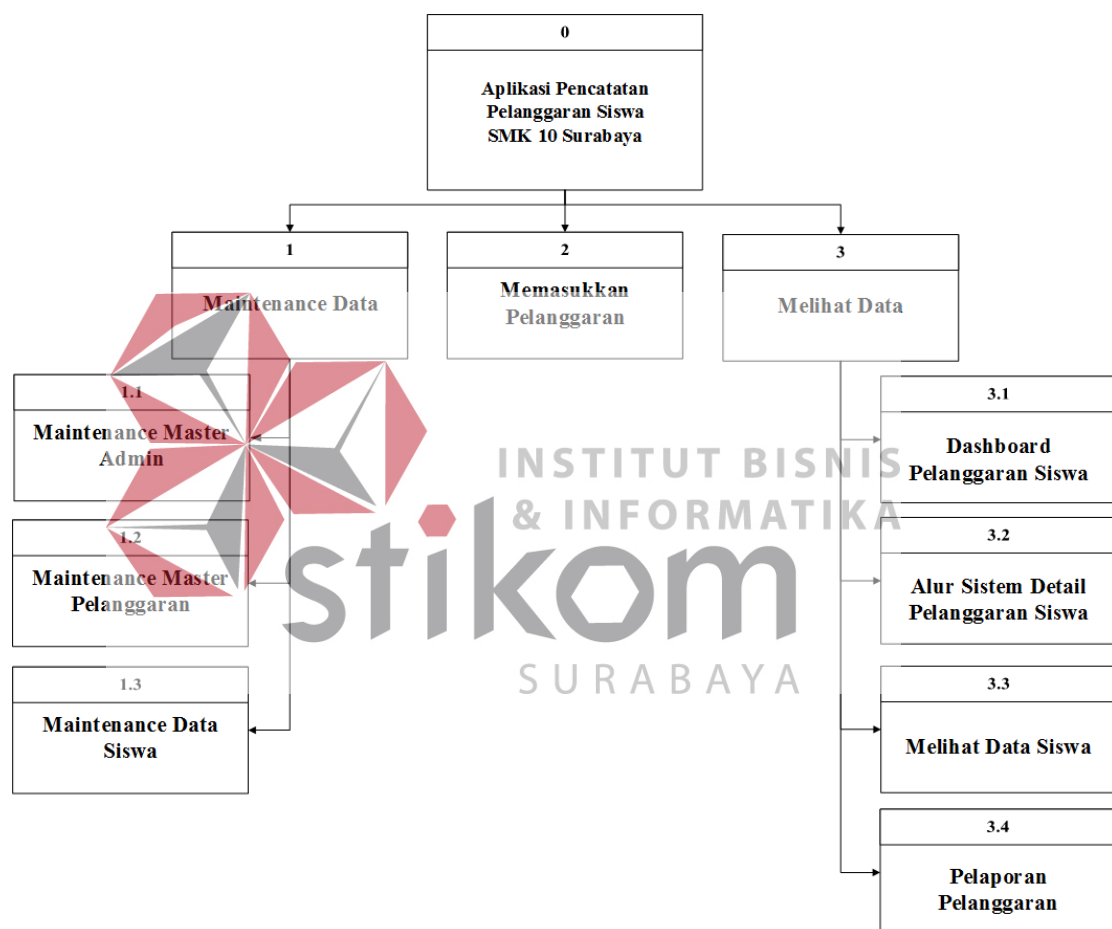 0
Aplikasi Pencatatan
Pelanggaran Siswa
SMK 10 Surabaya
1
Maintenance Data
2
Memasukkan
Pelanggaran
3
Melihat Data
1.1
Maintenance Master
Admin
1.2
Maintenance Master
Pelanggaran
1.3
Maintenance Data
Siswa
3.1
Dashboard
Pelanggaran Siswa
3.2
Alur Sistem Detail
Pelanggaran Siswa
3.3
Melihat Data Siswa
3.4
Pelaporan
Pelanggaran
INSTITUT BISNIS
& INFORMATIKA
stikom
SURABAYA